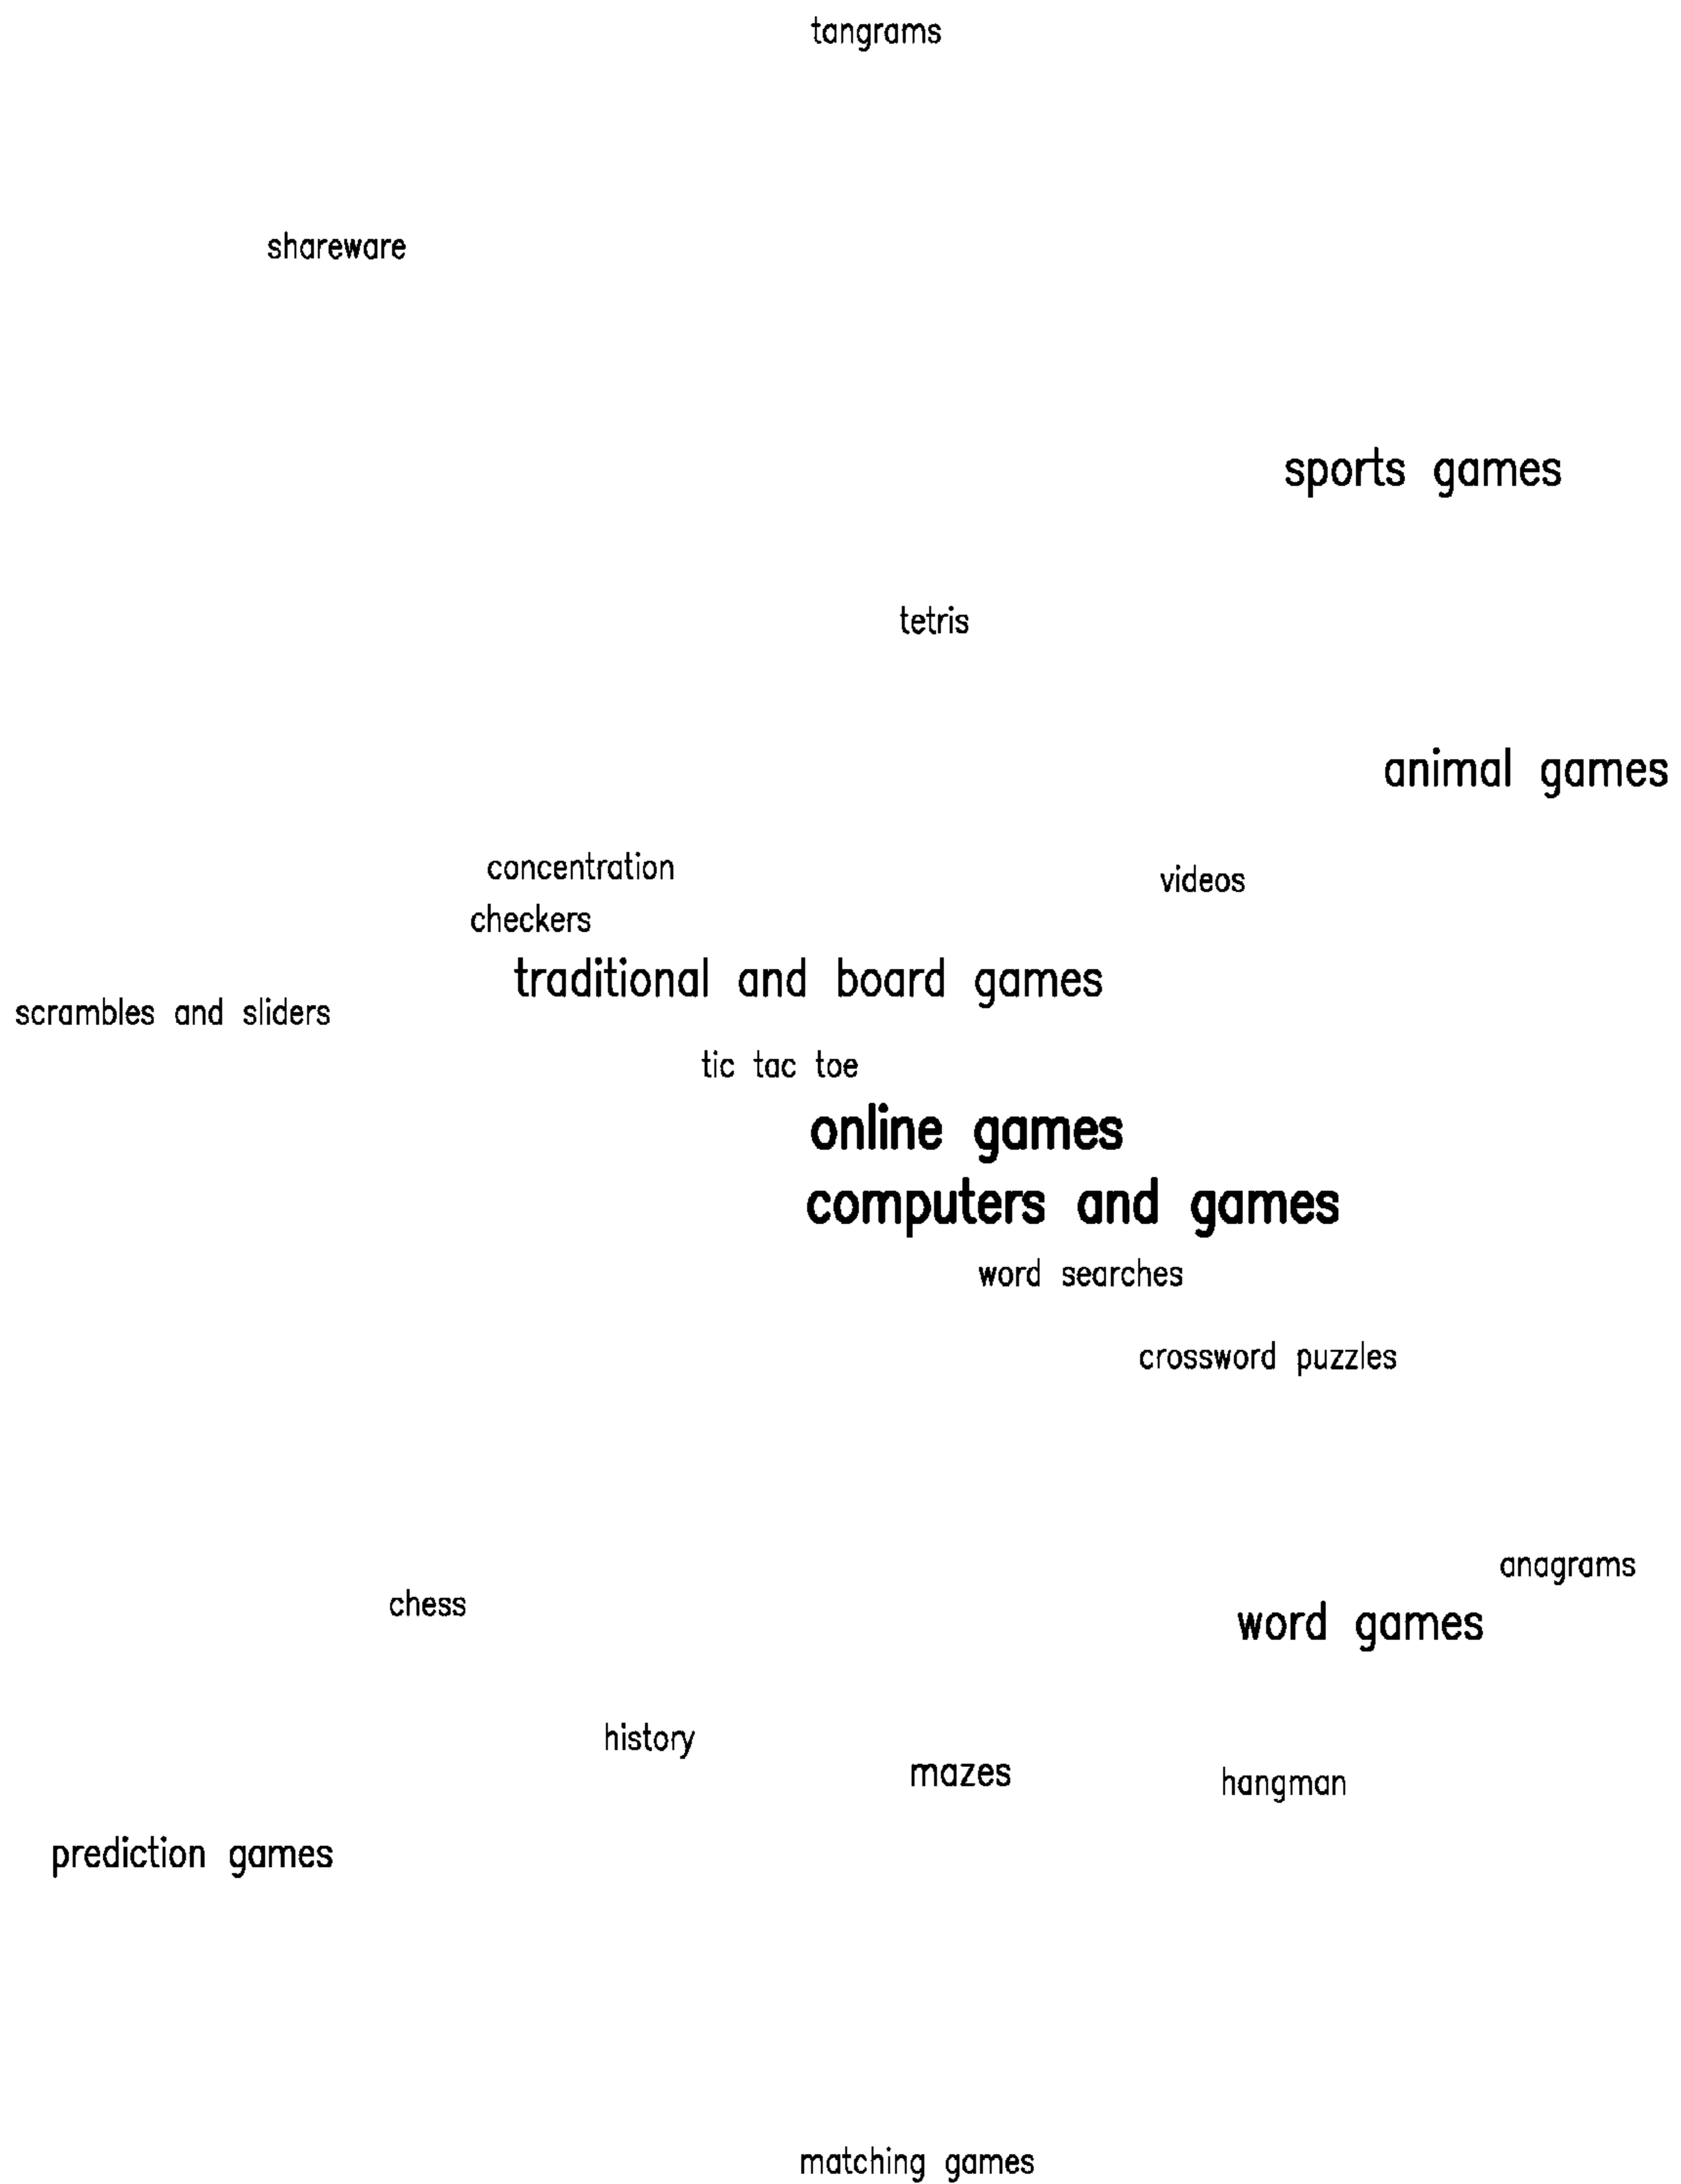 tangrams
shareware
sports games
tetris
animal games
concentration
videos
checkers
traditional and board games
scrambles and sliders
tic tac toe
online games
computers and games
word searches
crossword puzzles
anagrams
chess
word games
history
mazes
hangman
prediction games
matching games